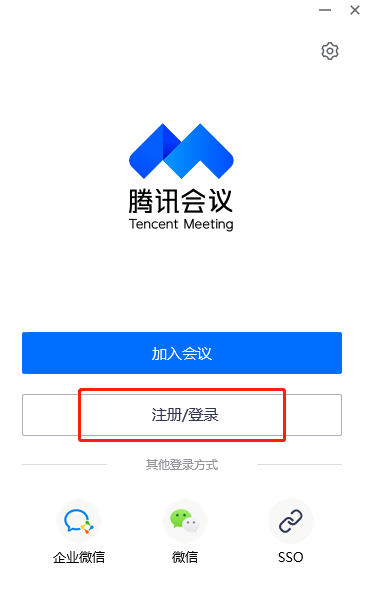 腾讯会议
Tencent Meeting
加入会议
注册/登录
其他登录方式
企业微信
微信
SSO